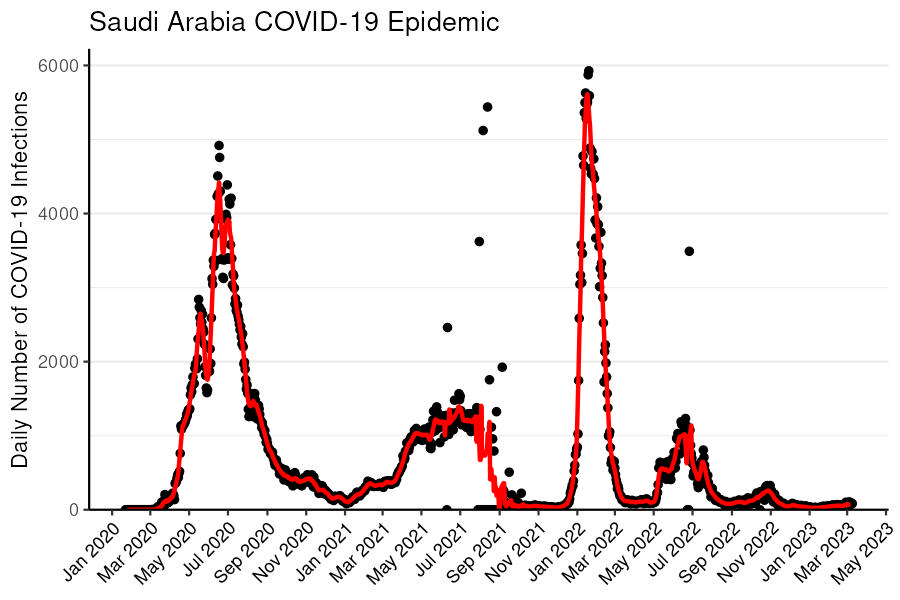 Saudi Arabia COVID-19 Epidemic
Daily Number of COVID-19 Infections
6000
4000
2000
0
Jan 2020
Mar 2020
May 2020
Jul 2020
Sep 2020
Nov 2020
Jan 2021
Mar 2021
May 2021
Jul 2021
Sep 2021
Nov 2021
Jan 2022
Mar 2022
May 2022
Jul 2022
Sep 2022
Nov 2022
Jan 2023
Mar 2023
May 2023